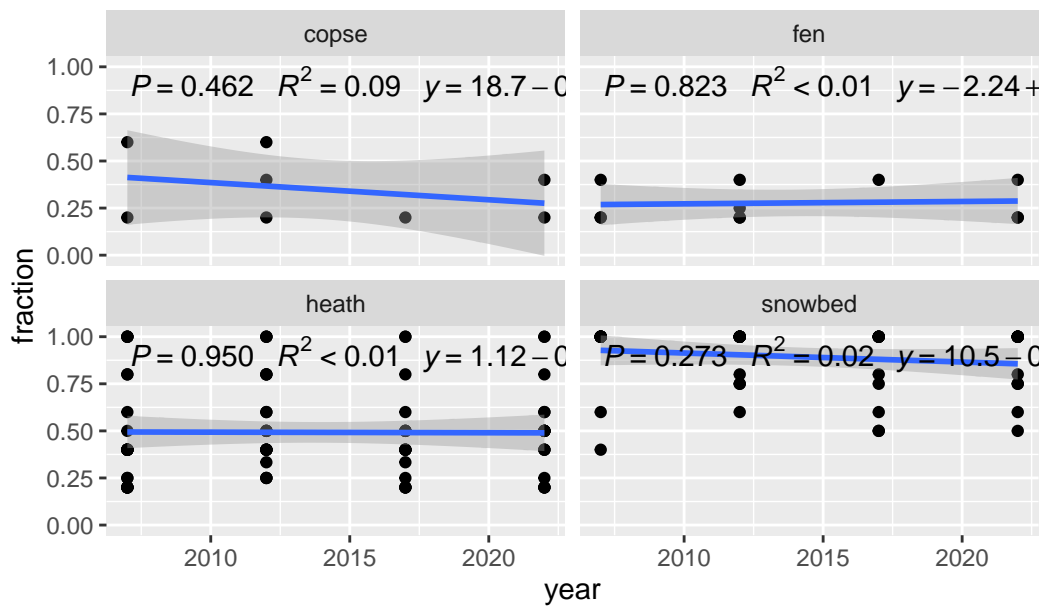 copse
fen
1.00
P = 0.462 R² = 0.09 y = 18.7 − 0
P = 0.823 R² < 0.01 y = −2.24 +
0.75
0.50
0.25
0.00
heath
snowbed
1.00
P = 0.950 R² < 0.01 y = 1.12 − 0
P = 0.273 R² = 0.02 y = 10.5 − 0
0.75
0.50
0.25
0.00
fraction
2010 2015 2020
2010 2015 2020
year